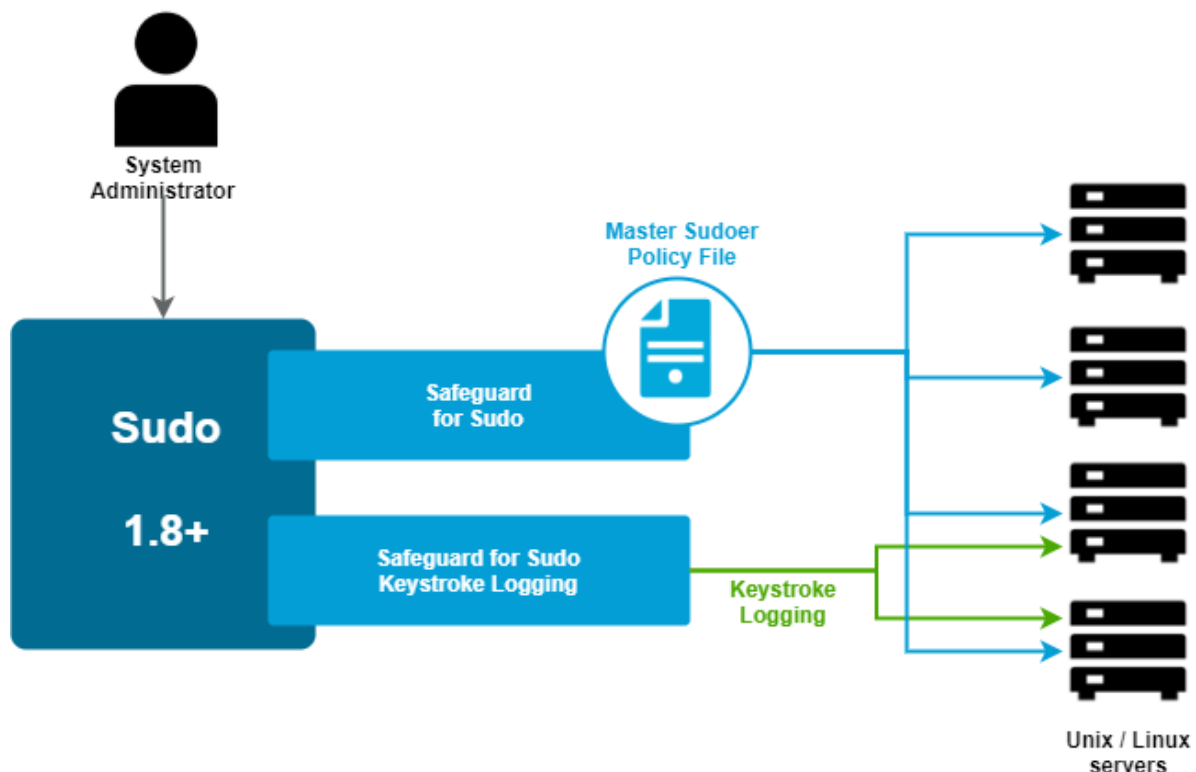 System
Administrator
Master Sudoer
Policy File
Safeguard
for Sudo
Sudo
1.8+
Safeguard for Sudo
Keystroke Logging
Keystroke
Logging
Unix / Linux
servers